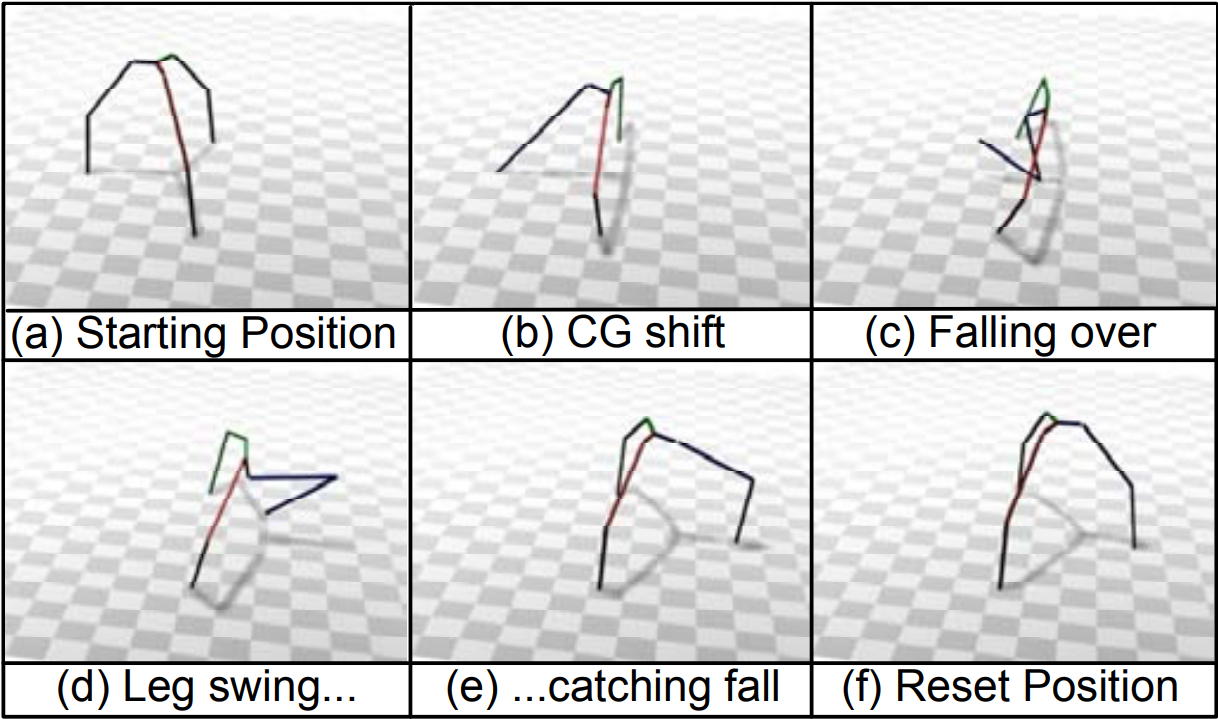 (a) Starting Position
(b) CG shift
(c) Falling over
(d) Leg swing...
(e) ...catching fall
(f) Reset Position